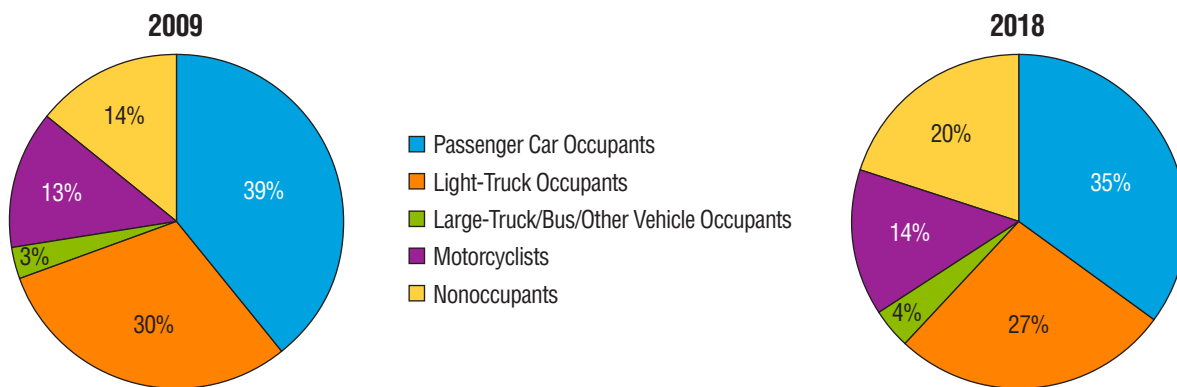 2009
14%
39%
13%
3%
30%
Passenger Car Occupants
Light-Truck Occupants
Large-Truck/Bus/Other Vehicle Occupants
Motorcyclists
Nonoccupants
2018
20%
35%
14%
4%
27%